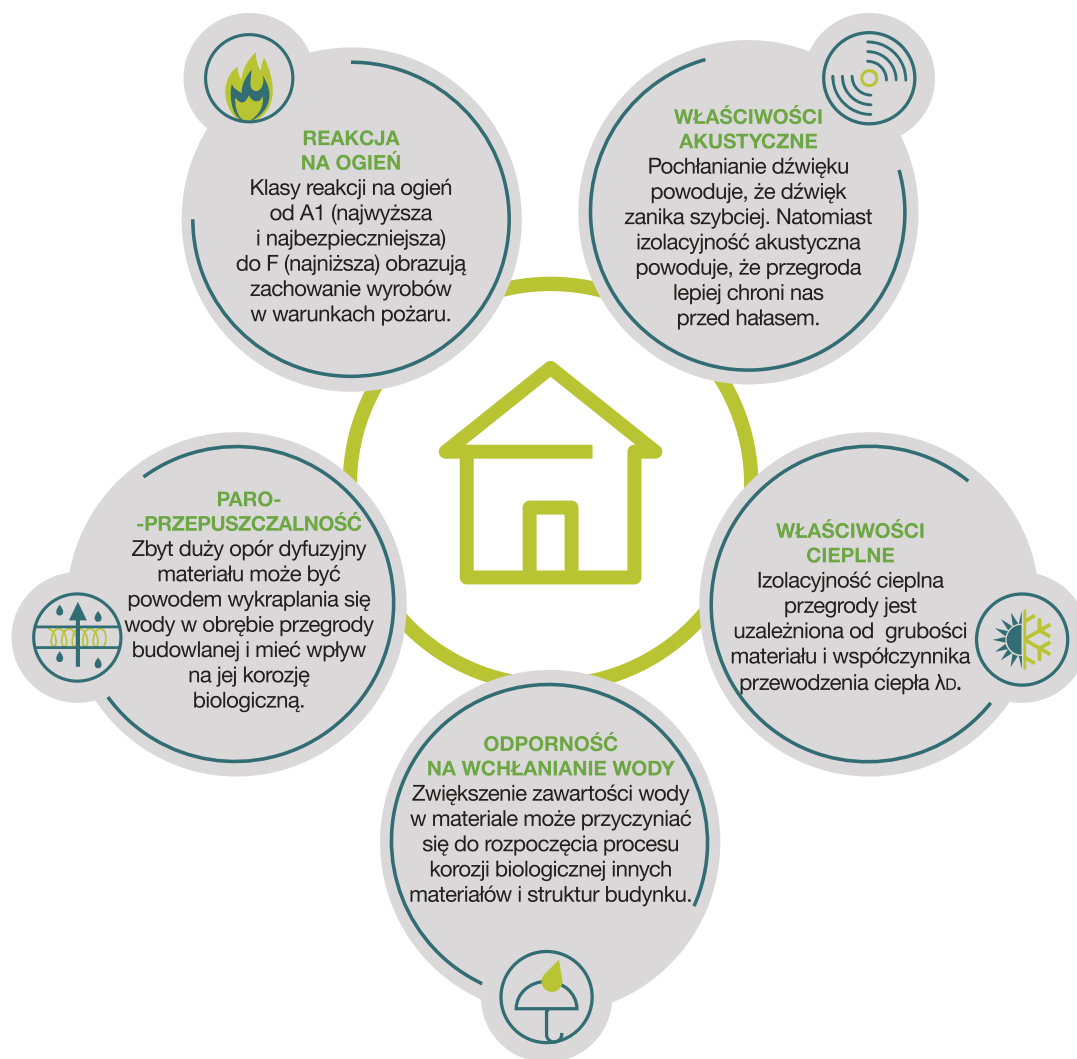 REAKCJA
NA OGIEŃ
Klasy reakcji na ogień
od A1 (najwyższa
i najbezpieczniejsza)
do F (najniższa) obrazują
zachowanie wyrobów
w warunkach pożaru.
WŁAŚCIWOŚCI
AKUSTYCZNE
Pochłanianie dźwięku
powoduje, że dźwięk
zanika szybciej. Natomiast
izolacyjność akustyczna
powoduje, że przegroda
lepiej chroni nas
przed hałasem.
PARO-
-PRZEPUSZCZALNOŚĆ
Zbyt duży opór dyfuzyjny
materiału może być
powodem wykraplania się
wody w obrębie przegrody
budowlanej i mieć wpływ
na jej korozję
biologiczną.
WŁAŚCIWOŚCI
CIEPLNE
Izolacyjność cieplna
przegrody jest
uzależniona od  grubości
materiału i współczynnika
przewodzenia ciepła λD.
ODPORNOŚĆ
NA WCHŁANIANIE WODY
Zwiększenie zawartości wody
w materiale może przyczyniać
się do rozpoczęcia procesu
korozji biologicznej innych
materiałów i struktur budynku.